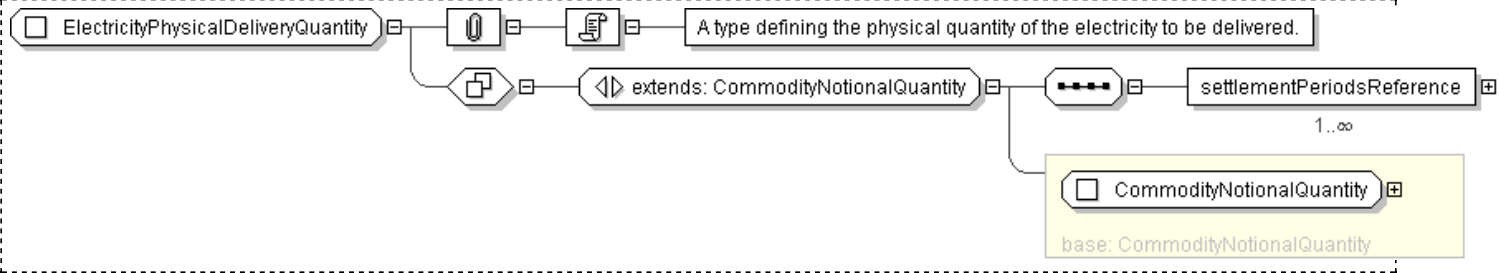 ElectricityPhysicalDeliveryQuantity
A type defining the physical quantity of the electricity to be delivered.
extends: CommodityNotionalQuantity
settlementPeriodsReference
1..∞
CommodityNotionalQuantity
base: CommodityNotionalQuantity